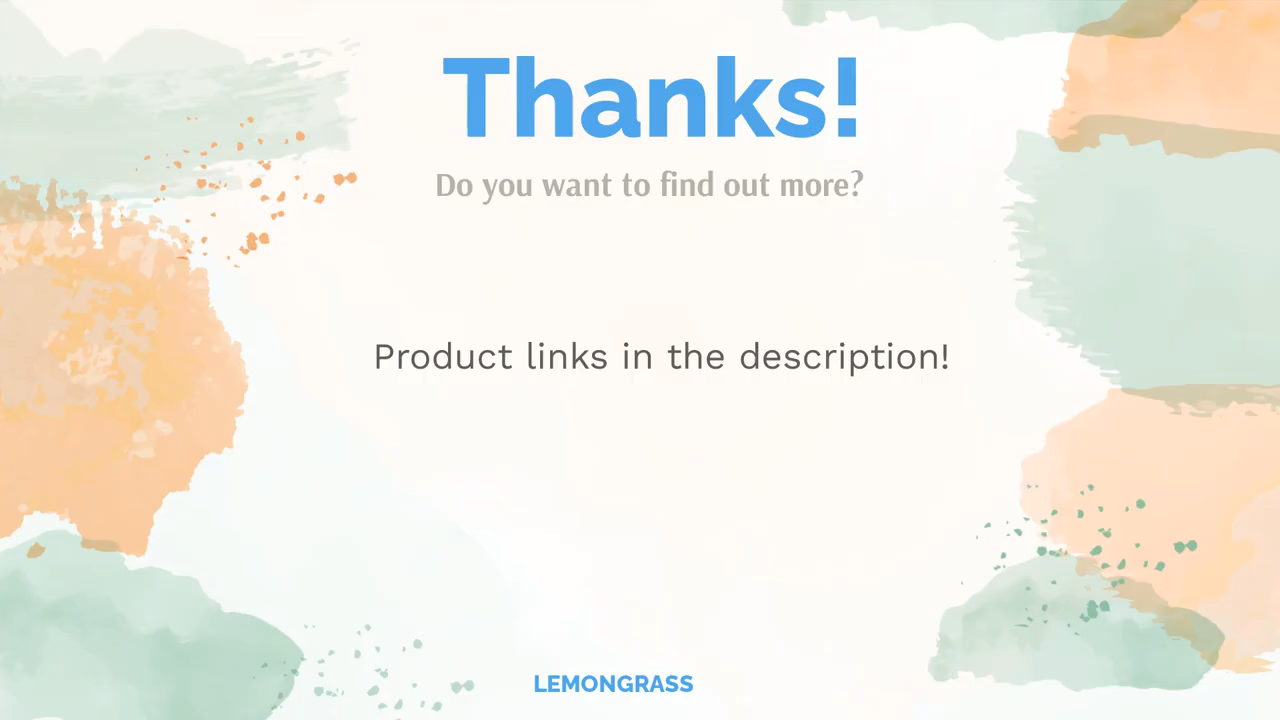 Thanks!
Do you want to find out more?
Product links in the description!
LEMONGRASS